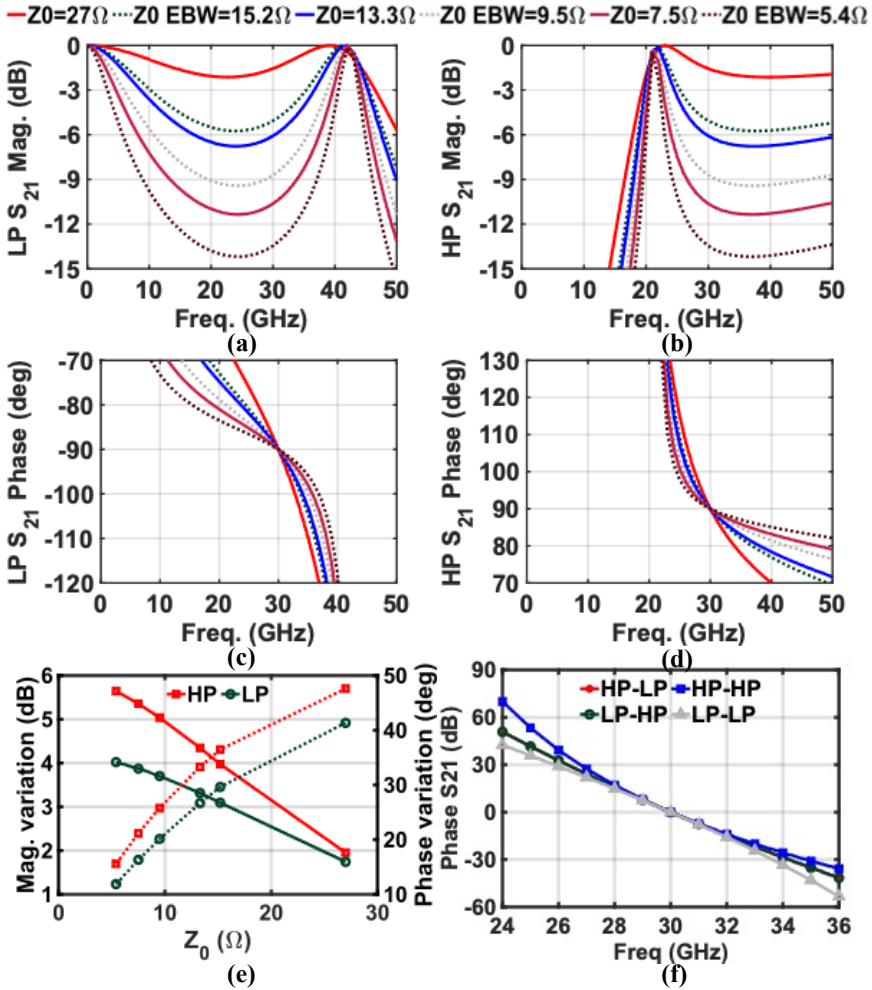 Z0=27Ω Z0 EBW=15.2Ω Z0=13.3Ω Z0 EBW=9.5Ω Z0=7.5Ω Z0 EBW=5.4Ω
LP S21 Mag. (dB)
0
-3
-6
-9
-12
-15
0 10 20 30 40 50
Freq. (GHz)
(a)
HP S21 Mag. (dB)
0
-3
-6
-9
-12
-15
0 10 20 30 40 50
Freq. (GHz)
(b)
LP S21 Phase (deg)
-70
-80
-90
-100
-110
-120
0 10 20 30 40 50
Freq. (GHz)
(c)
HP S21 Phase (deg)
130
120
110
100
90
80
70
0 10 20 30 40 50
Freq. (GHz)
(d)
Mag. variation (dB)
6
5
4
3
2
1
HP LP
50
40
30
20
10
Phase variation (deg)
0 10 20 30
Z0 (Ω)
(e)
Phase S21 (dB)
90
60
30
0
-30
-60
HP-LP HP-HP
LP-HP LP-LP
24 26 28 30 32 34 36
Freq (GHz)
(f)